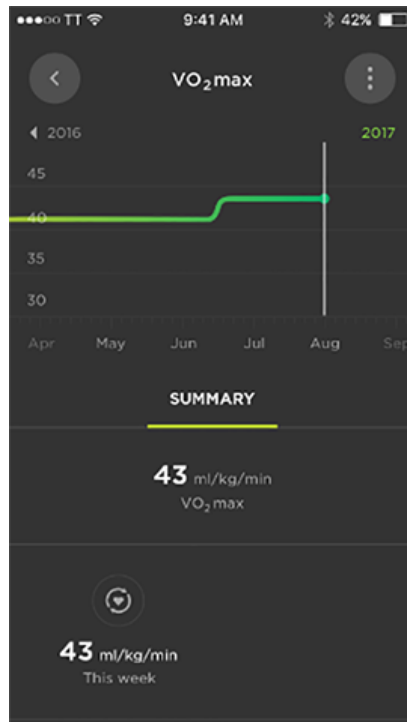 TT 9:41 AM 42%
VO₂max
2016 2017
45
40
35
30
Apr May Jun Jul Aug Sep
SUMMARY
43 ml/kg/min
VO₂max
43 ml/kg/min
This week